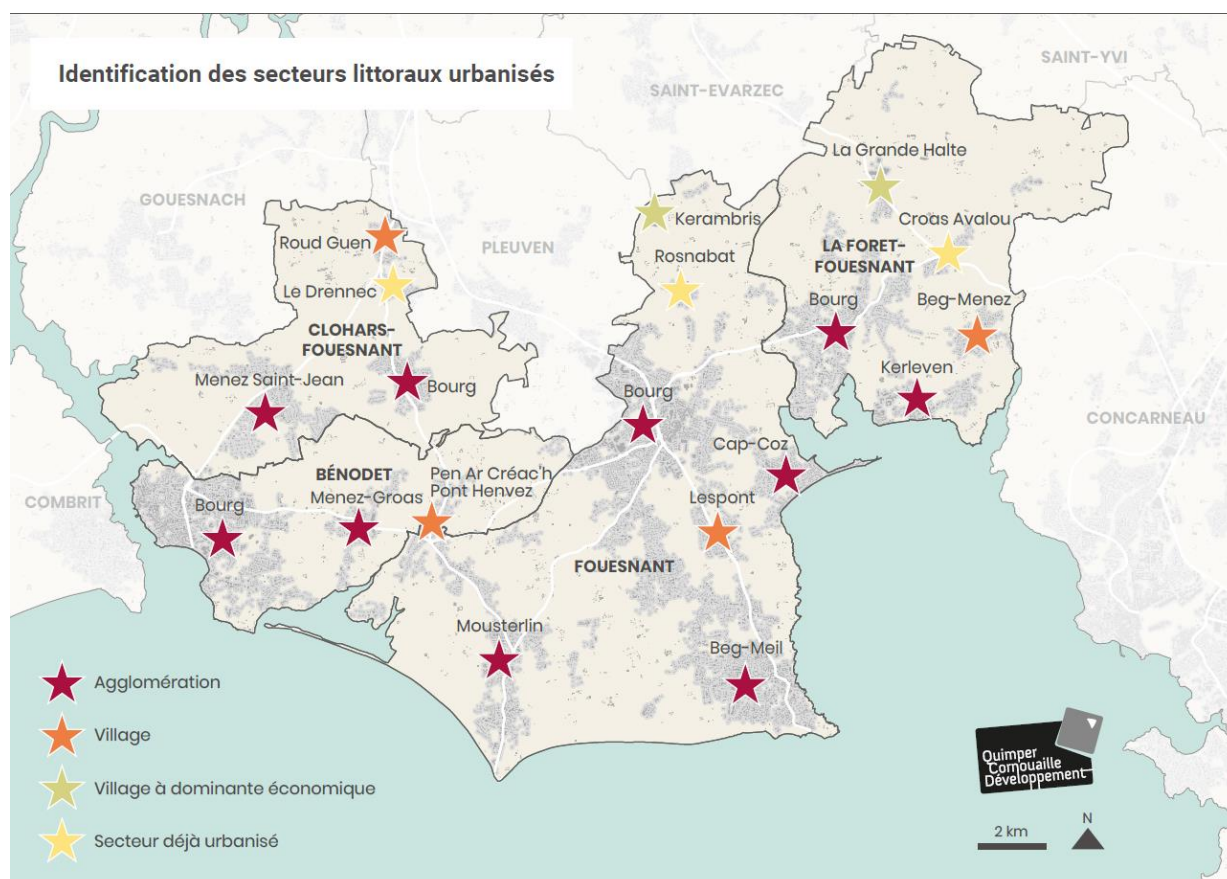 Identification des secteurs littoraux urbanisés
SAINT-YVI
SAINT-EVARZEC
La Grande Halte
GOUESNACH
Kerambris
Croas Avalou
Roud Guen
PLEUVEN
Rosnabat
LA FORET-
FOUESNANT
Le Drennec
Bourg
Beg-Menez
CLOHARS-
FOUESNANT
Menez Saint-Jean
Bourg
Kerleven
Bourg
CONCARNEAU
Cap-Coz
BÉNODET
Pen Ar Créac'h
Pont Henvez
COMBRIT
Bourg
Menez-Groas
Lespont
FOUESNANT
Mousterlin
Beg-Meil
Agglomération
Village
Village à dominante économique
Secteur déjà urbanisé
Quimper
Cornouaille
Développement
2 km
N